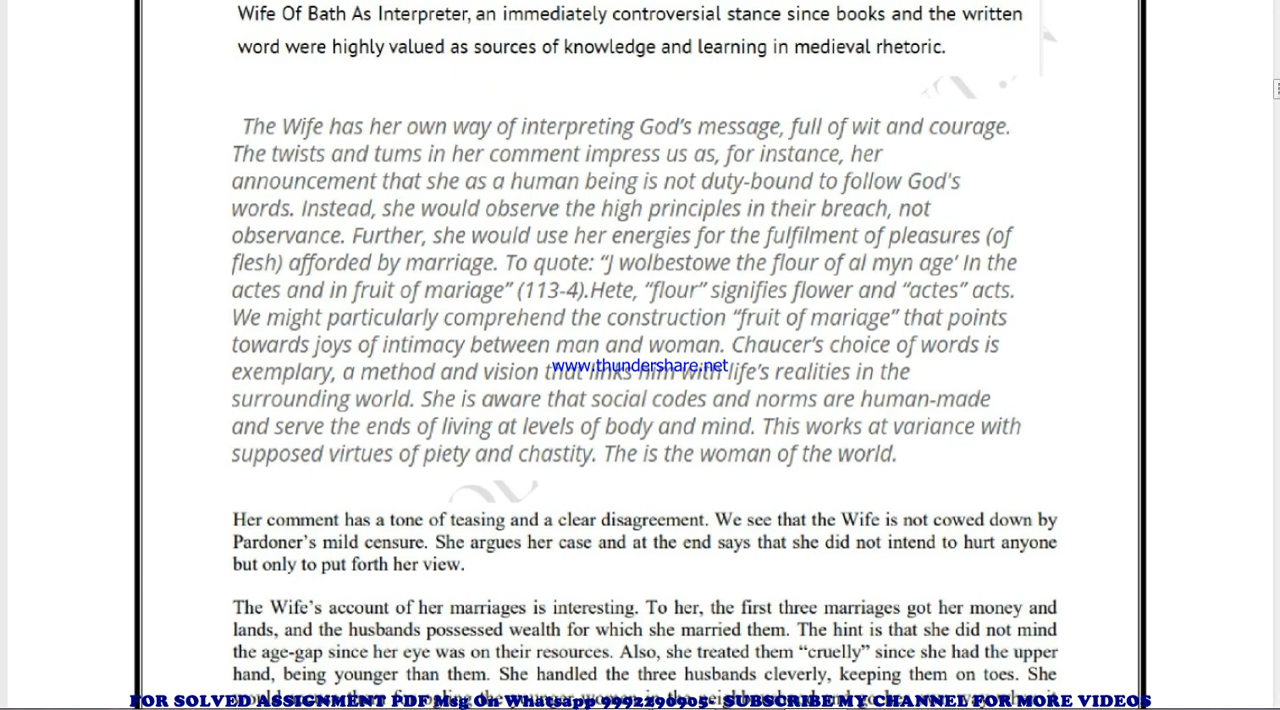 Wife Of Bath As Interpreter, an immediately controversial stance since books and the written
word were highly valued as sources of knowledge and learning in medieval rhetoric.
The Wife has her own way of interpreting God's message, full of wit and courage.
The twists and tums in her comment impress us as, for instance, her
announcement that she as a human being is not duty-bound to follow God's
words. Instead, she would observe the high principles in their breach, not
observance. Further, she would use her energies for the fulfilment of pleasures (of
flesh) afforded by marriage. To quote: “J wolbestowe the flour of al myn age’ In the
actes and in fruit of mariage” (113-4).Hete, “flour” signifies flower and “actes” acts.
We might particularly comprehend the construction “fruit of mariage” that points
towards joys of intimacy between man and woman. Chaucer's choice of words is
exemplary, a method and vision that links him with life's realities in the
www.thundershare.net
surrounding world. She is aware that social codes and norms are human-made
and serve the ends of living at levels of body and mind. This works at variance with
supposed virtues of piety and chastity. The is the woman of the world.
Her comment has a tone of teasing and a clear disagreement. We see that the Wife is not cowed down by
Pardoner's mild censure. She argues her case and at the end says that she did not intend to hurt anyone
but only to put forth her view.
The Wife's account of her marriages is interesting. To her, the first three marriages got her money and
lands, and the husbands possessed wealth for which she married them. The hint is that she did not mind
the age-gap since her eye was on their resources. Also, she treated them “cruelly” since she had the upper
hand, being younger than them. She handled the three husbands cleverly, keeping them on toes. She
FOR SOLVED ASSIGNMENT PDF Msg On Whatsapp 9992290905- SUBSCRIBE MY CHANNEL FOR MORE VIDEOS